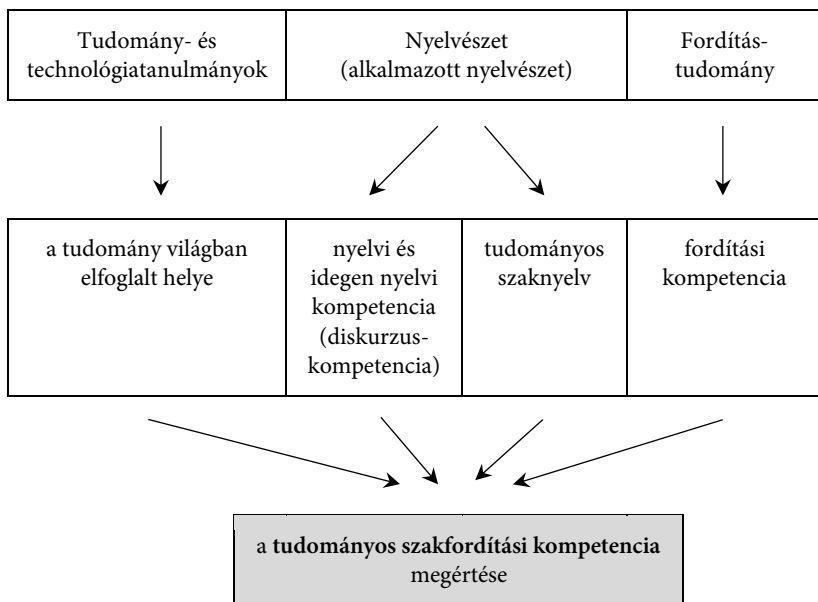 Tudomány- és
technológiatanulmányok
Nyelvészet
(alkalmazott nyelvészet)
Fordítás-
tudomány
a tudomány világban
elfoglalt helye
nyelvi és
idegen nyelvi
kompetencia
(diskurzus-
kompetencia)
tudományos
szaknyelv
fordítási
kompetencia
a tudományos szakfordítási kompetencia
megértése